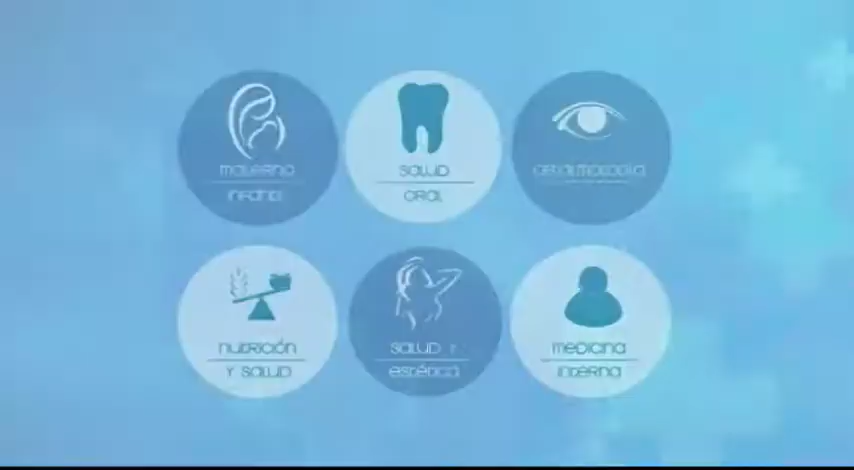 materno
infantil
SALUD
ORAL
oftalmología
nutrición
Y SALUD
SALUD Y
estética
medicina
interna